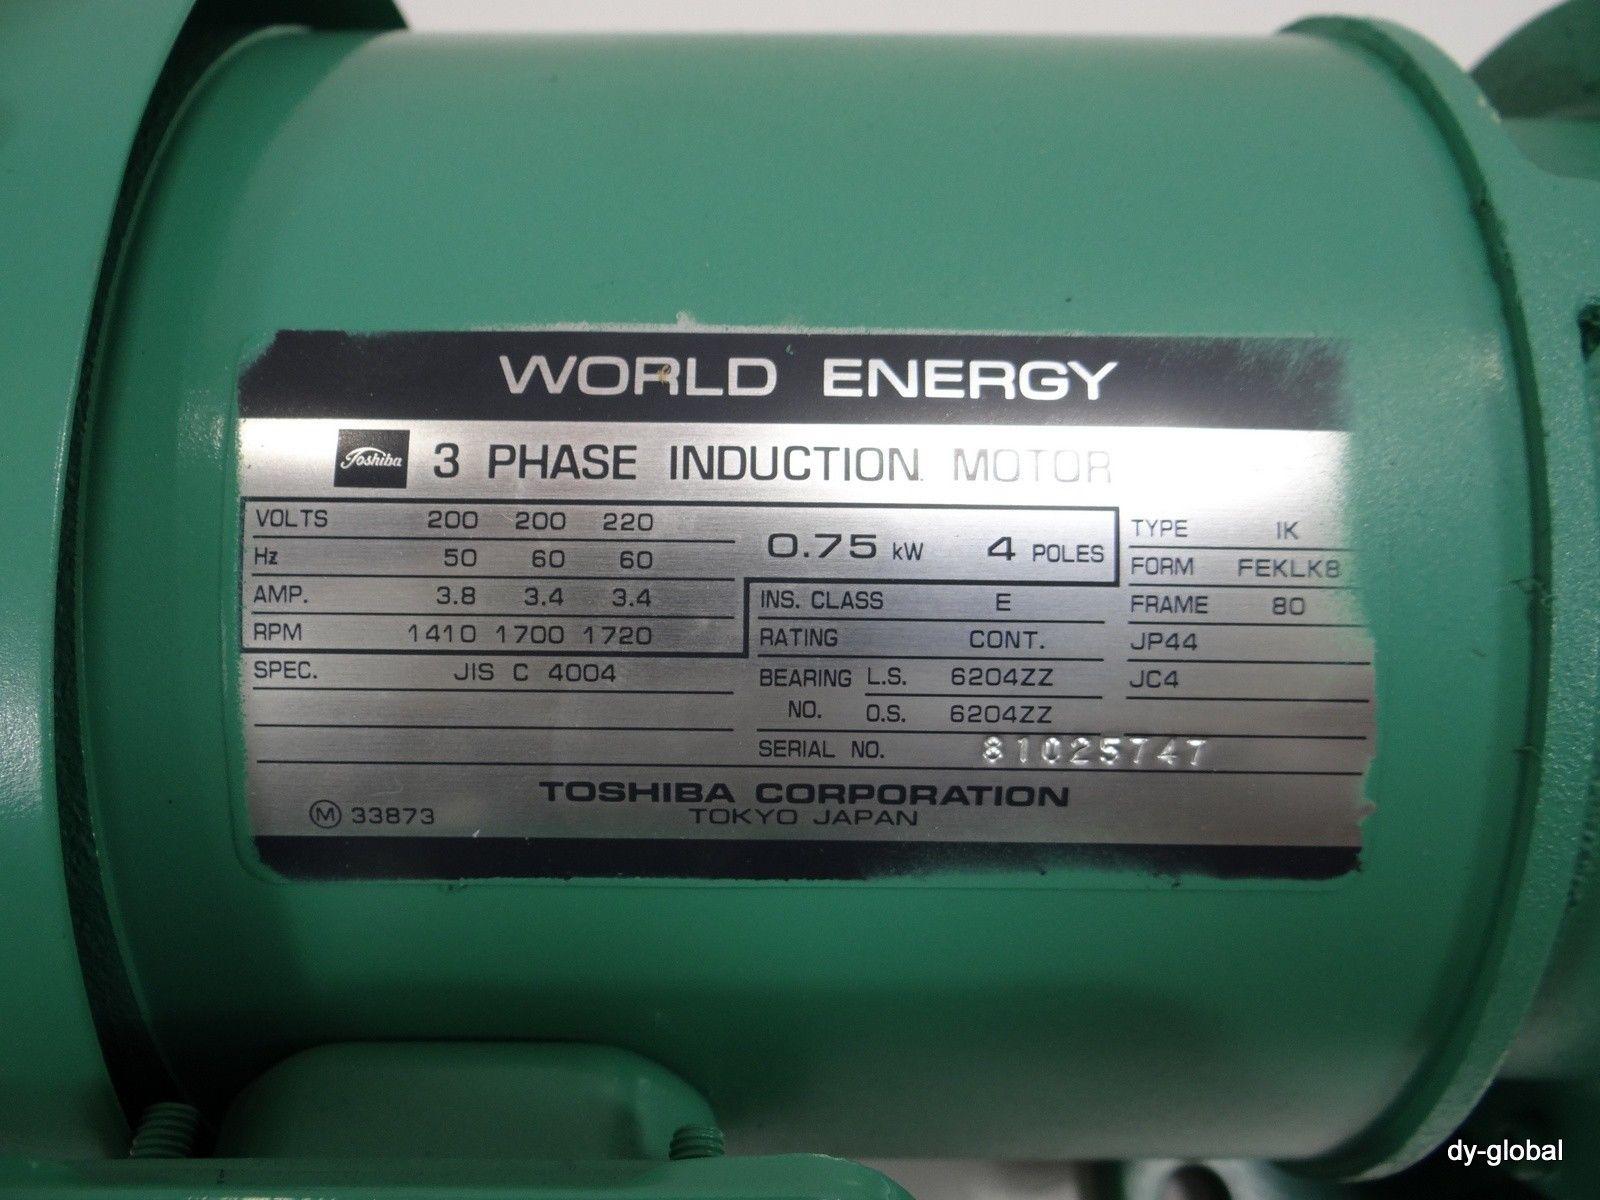 WORLD ENERGY
Toshiba 3 PHASE INDUCTION MOTOR
VOLTS 200 200 220
Hz 50 60 60
AMP. 3.8 3.4 3.4
RPM 1410 1700 1720
SPEC. JIS C 4004
0.75 kW 4 POLES
INS. CLASS E
RATING CONT.
BEARING L.S. 6204ZZ
NO. O.S. 6204ZZ
SERIAL NO. 81025747
TYPE IK
FORM FEKLK8
FRAME 80
JP44
JC4
TOSHIBA CORPORATION
M 33873 TOKYO JAPAN
dy-global